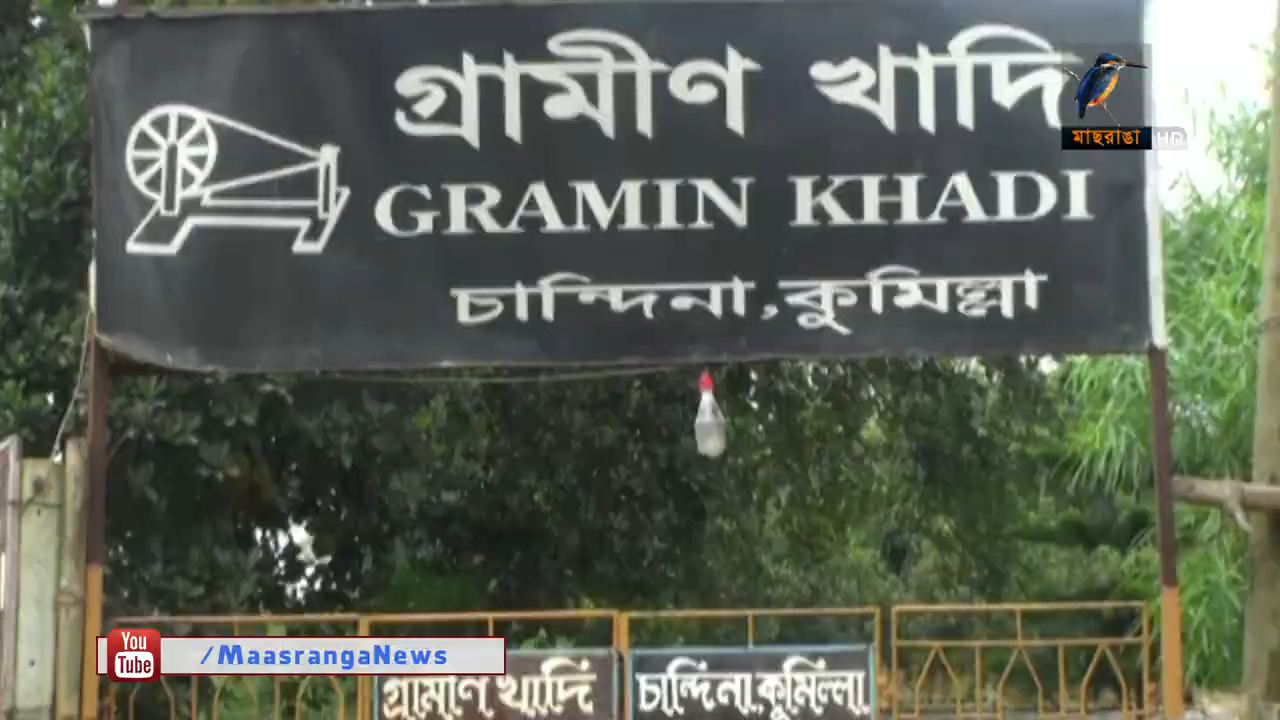 গ্রামীণ খাদি
মাছরাঙা HD
GRAMIN KHADI
চান্দিনা,কুমিল্লা
You Tube /MaasrangaNews
গ্রামীণ খাদি
চান্দিনা,কুমিল্লা